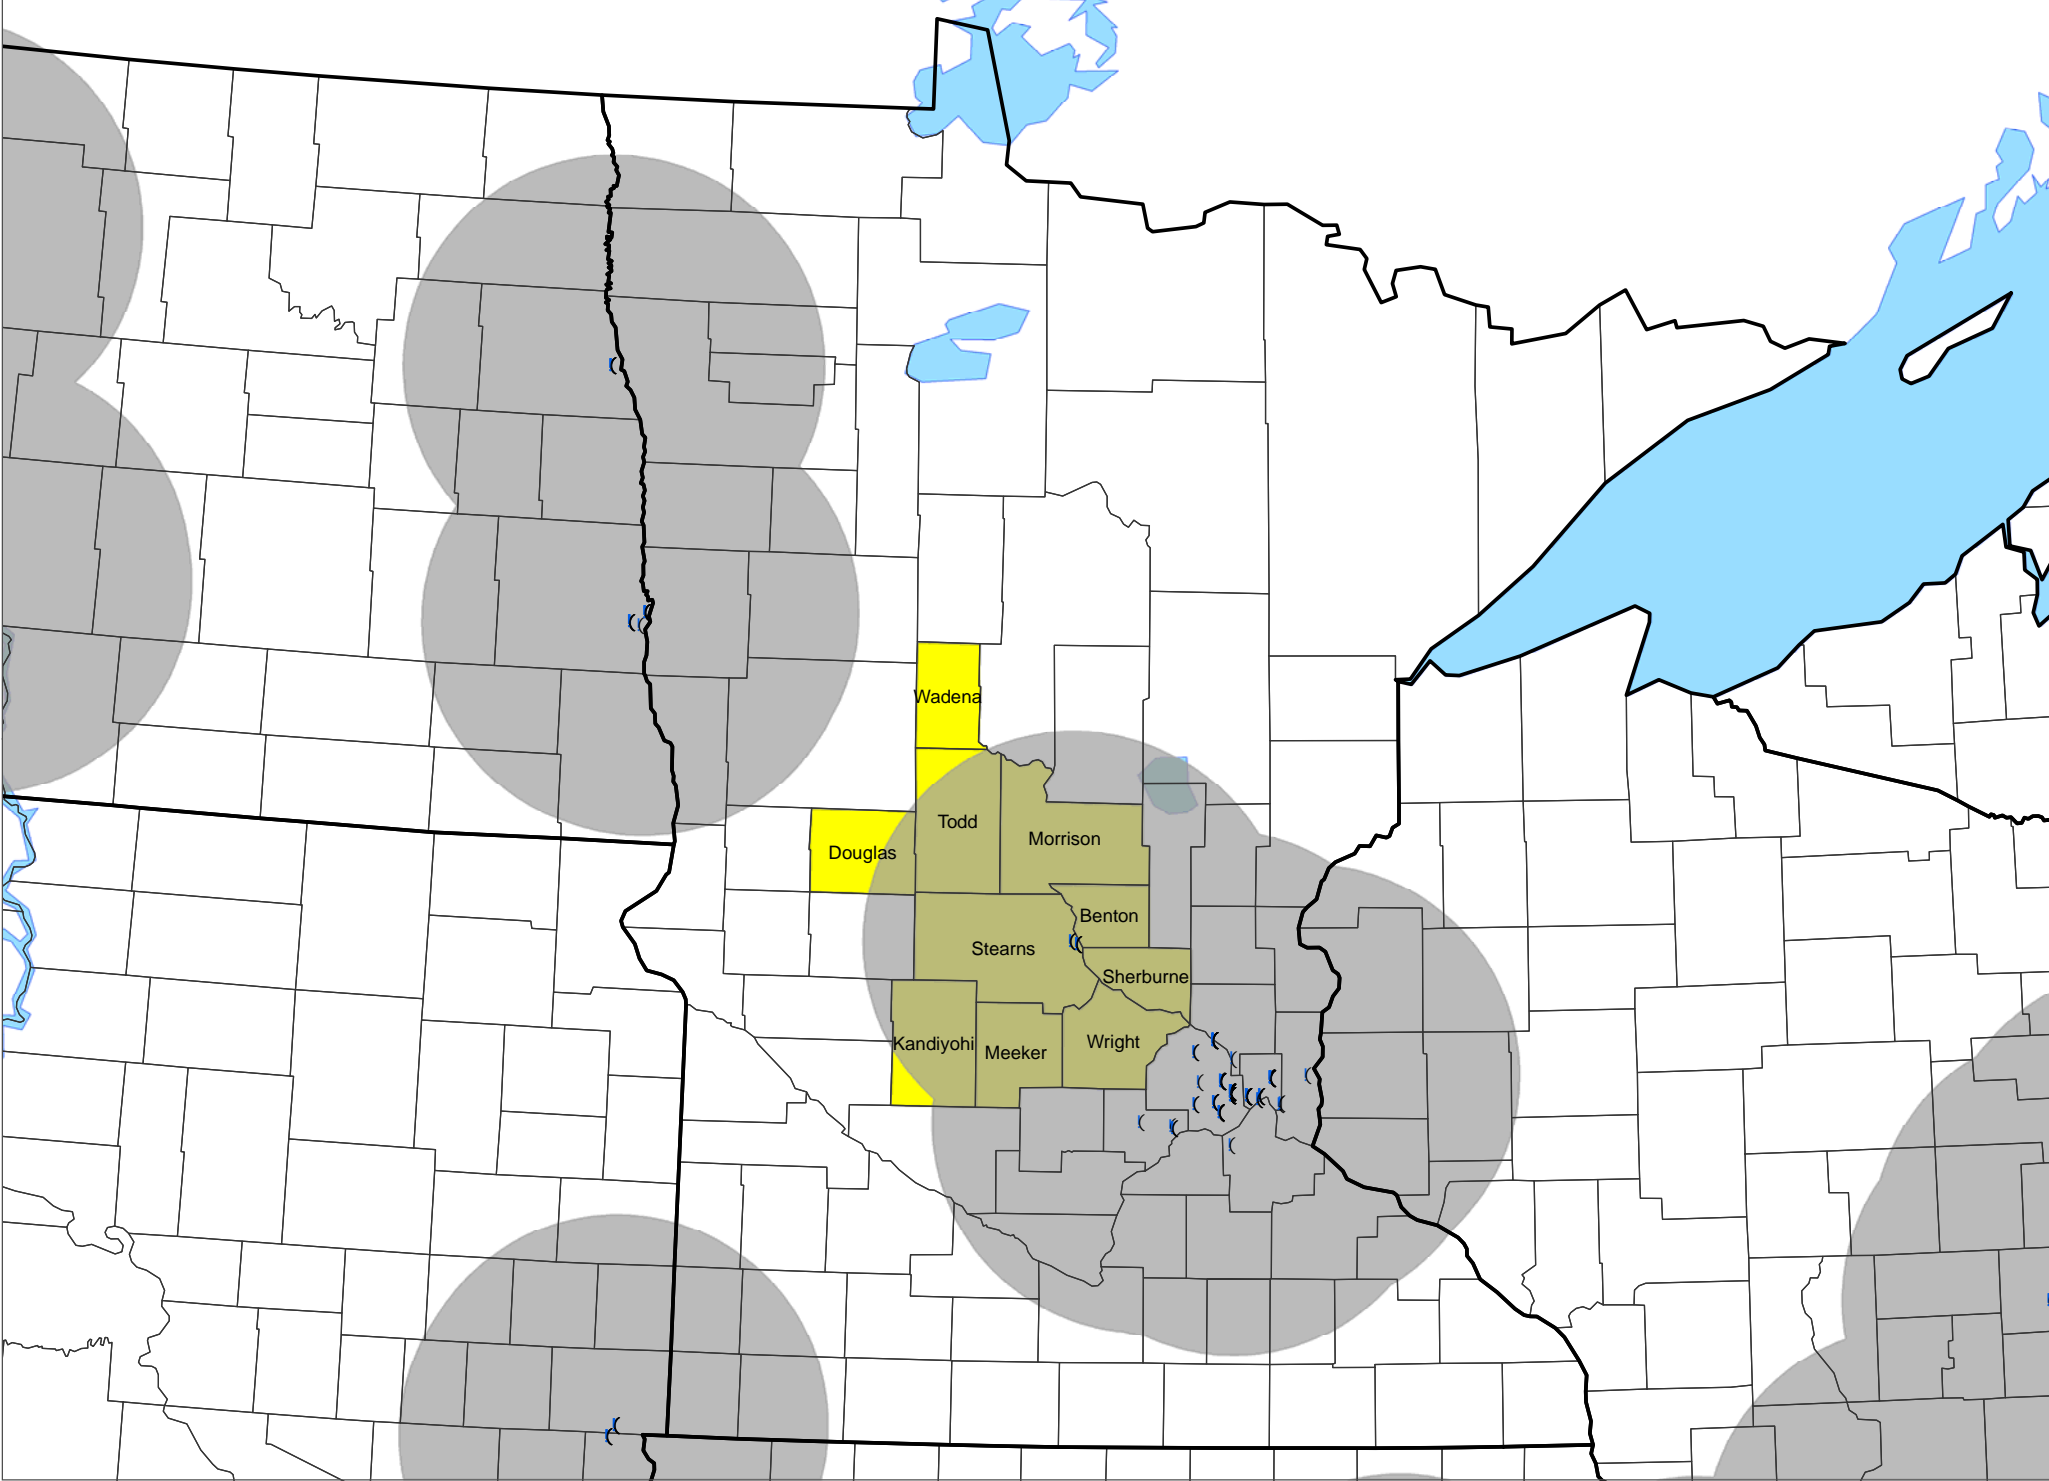 Wadena
Todd
Morrison
Douglas
Benton
Stearns
Sherburne
Kandiyohi
Meeker
Wright